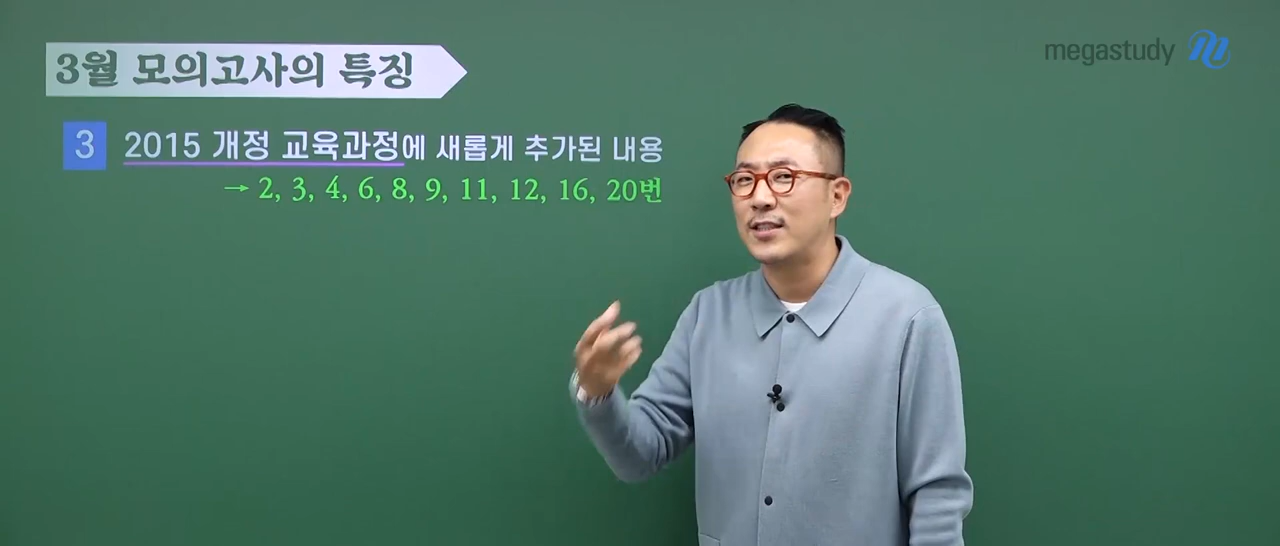 megastudy
3월 모의고사의 특징
3 2015 개정 교육과정에 새롭게 추가된 내용
→ 2, 3, 4, 6, 8, 9, 11, 12, 16, 20번